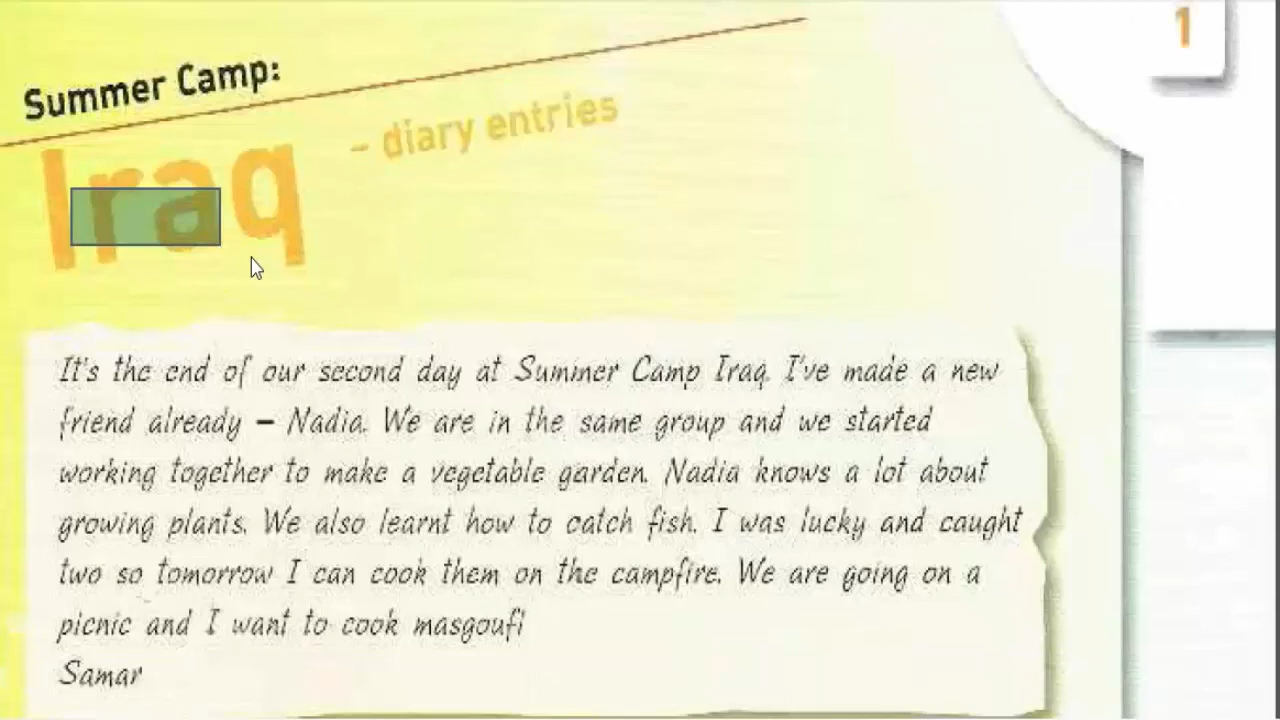 1
Summer Camp:
Iraq
– diary entries
It's the end of our second day at Summer Camp Iraq. I've made a new
friend already – Nadia. We are in the same group and we started
working together to make a vegetable garden. Nadia knows a lot about
growing plants. We also learnt how to catch fish. I was lucky and caught
two so tomorrow I can cook them on the campfire. We are going on a
picnic and I want to cook masgouf!
Samar